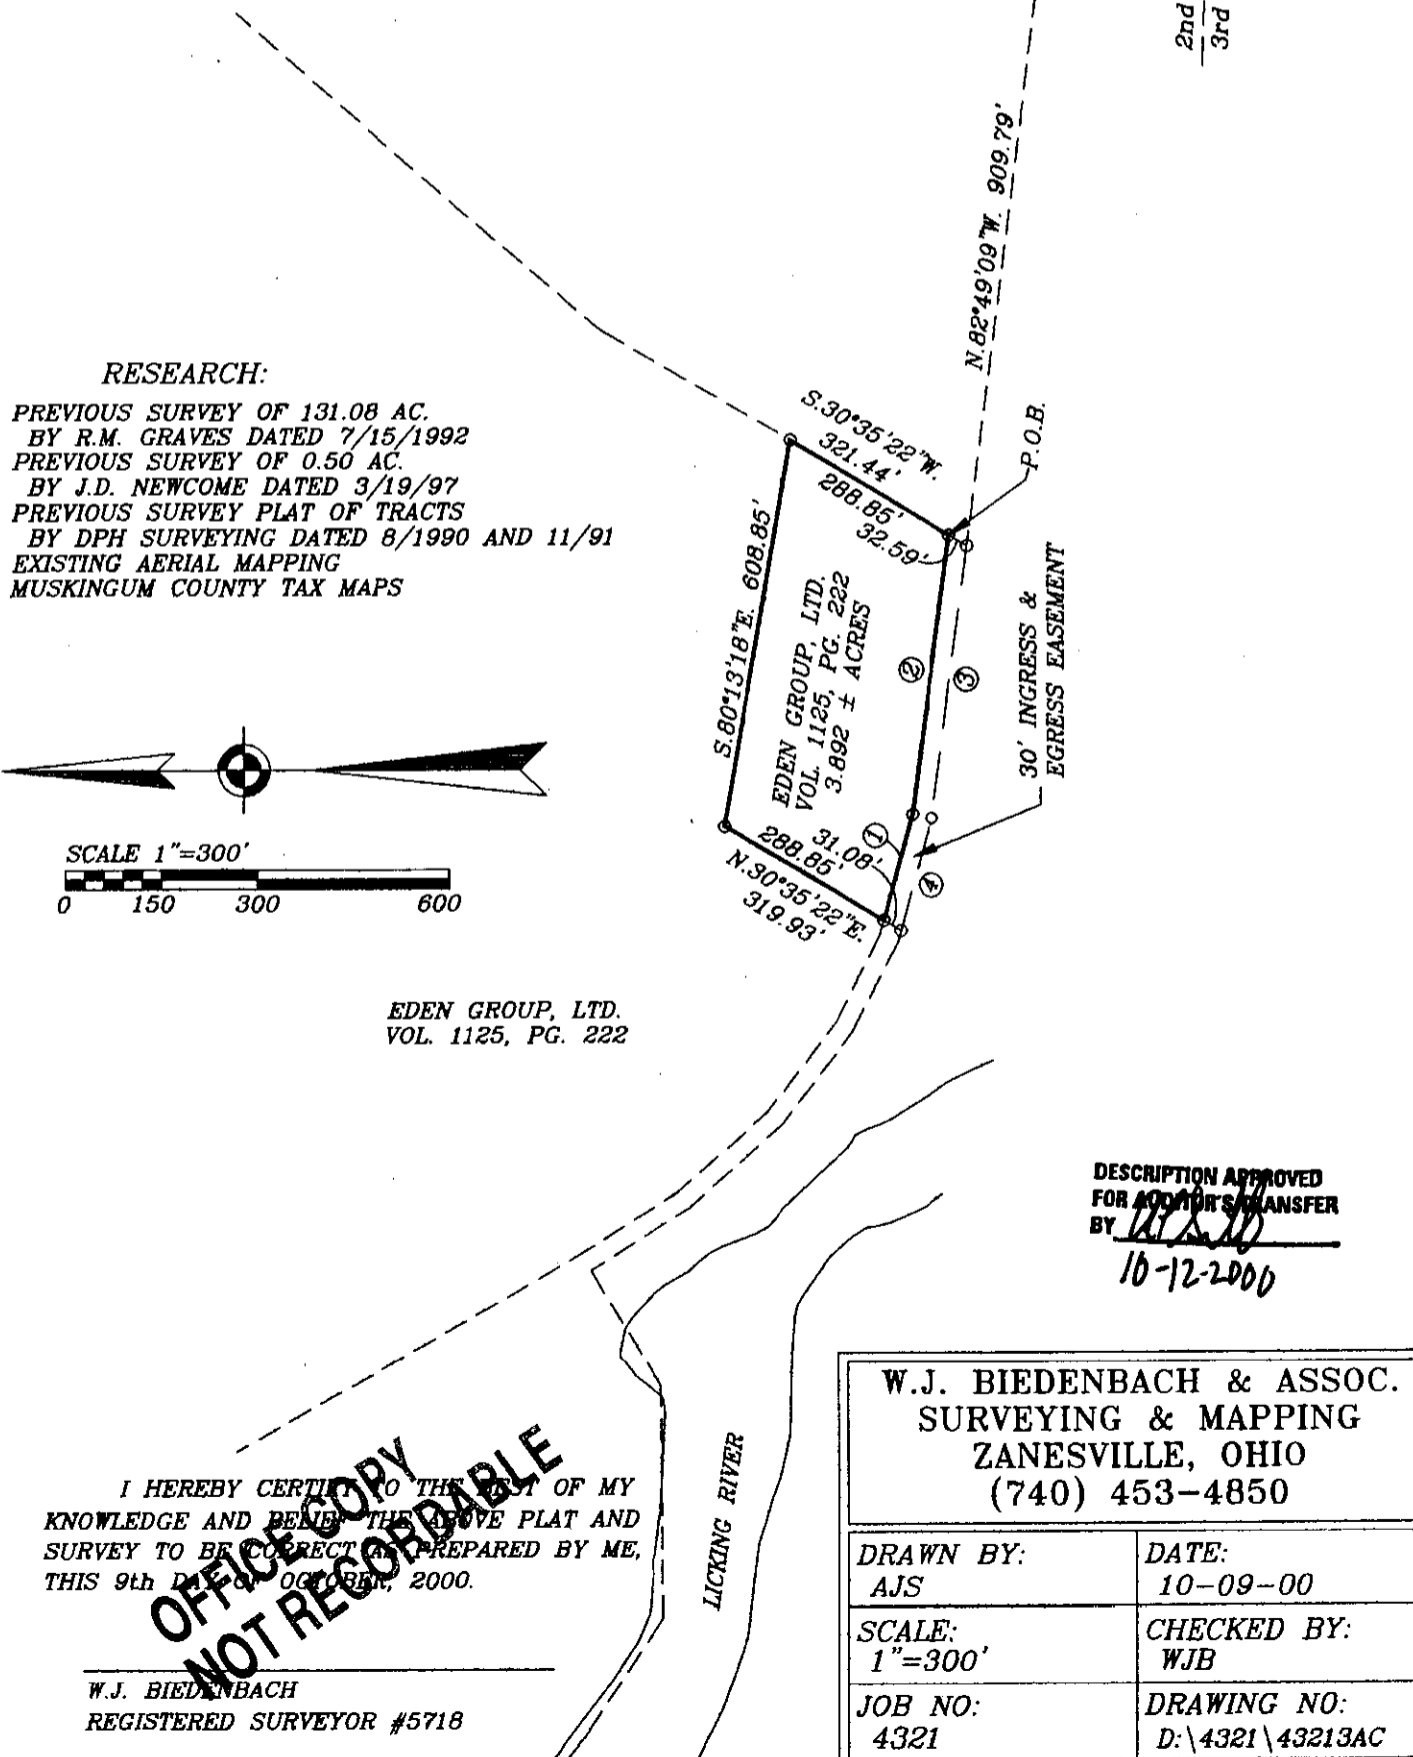 2nd
3rd
N.82°49'09"W. 909.79'
RESEARCH:
PREVIOUS SURVEY OF 131.08 AC.
BY R.M. GRAVES DATED 7/15/1992
PREVIOUS SURVEY OF 0.50 AC.
BY J.D. NEWCOME DATED 3/19/97
PREVIOUS SURVEY PLAT OF TRACTS
BY DPH SURVEYING DATED 8/1990 AND 11/91
EXISTING AERIAL MAPPING
MUSKINGUM COUNTY TAX MAPS
S.30°35'22"W.
321.44'
288.85'
32.59'
P.O.B.
S.80°13'18"E. 608.85'
EDEN GROUP, LTD.
VOL. 1125, PG. 222
3.892 ± ACRES
2
3
30' INGRESS &
EGRESS EASEMENT
1
4
31.08'
288.85'
N.30°35'22"E.
319.93'
SCALE 1"=300'
0 150 300 600
EDEN GROUP, LTD.
VOL. 1125, PG. 222
DESCRIPTION APPROVED
FOR AUDITOR'S TRANSFER
BY
10-12-2000
LICKING RIVER
I HEREBY CERTIFY TO THE BEST OF MY
KNOWLEDGE AND BELIEF THE ABOVE PLAT AND
SURVEY TO BE CORRECT AS PREPARED BY ME,
THIS 9th DAY OF OCTOBER, 2000.
OFFICE COPY
NOT RECORDABLE
W.J. BIEDENBACH
REGISTERED SURVEYOR #5718
W.J. BIEDENBACH & ASSOC.
SURVEYING & MAPPING
ZANESVILLE, OHIO
(740) 453-4850
DRAWN BY:
AJS
DATE:
10-09-00
SCALE:
1"=300'
CHECKED BY:
WJB
JOB NO:
4321
DRAWING NO:
D:\4321\43213AC